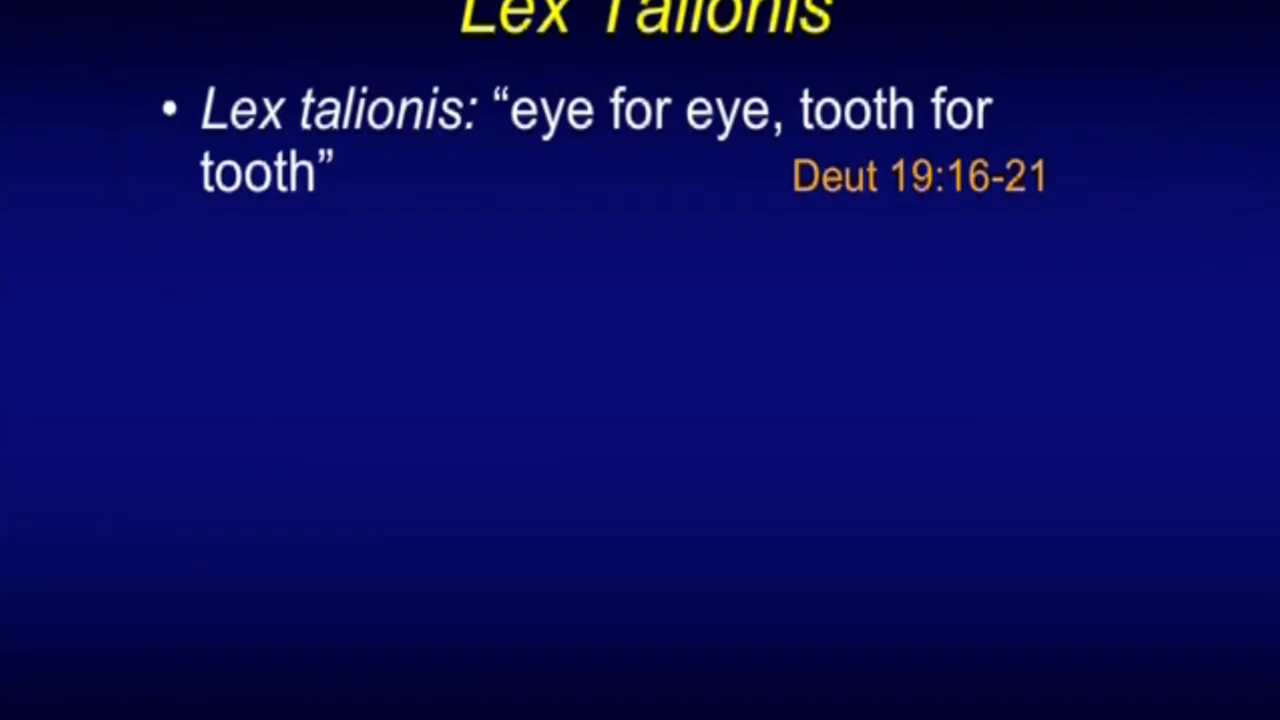 Lex Talionis
• Lex talionis: “eye for eye, tooth for
tooth” Deut 19:16-21